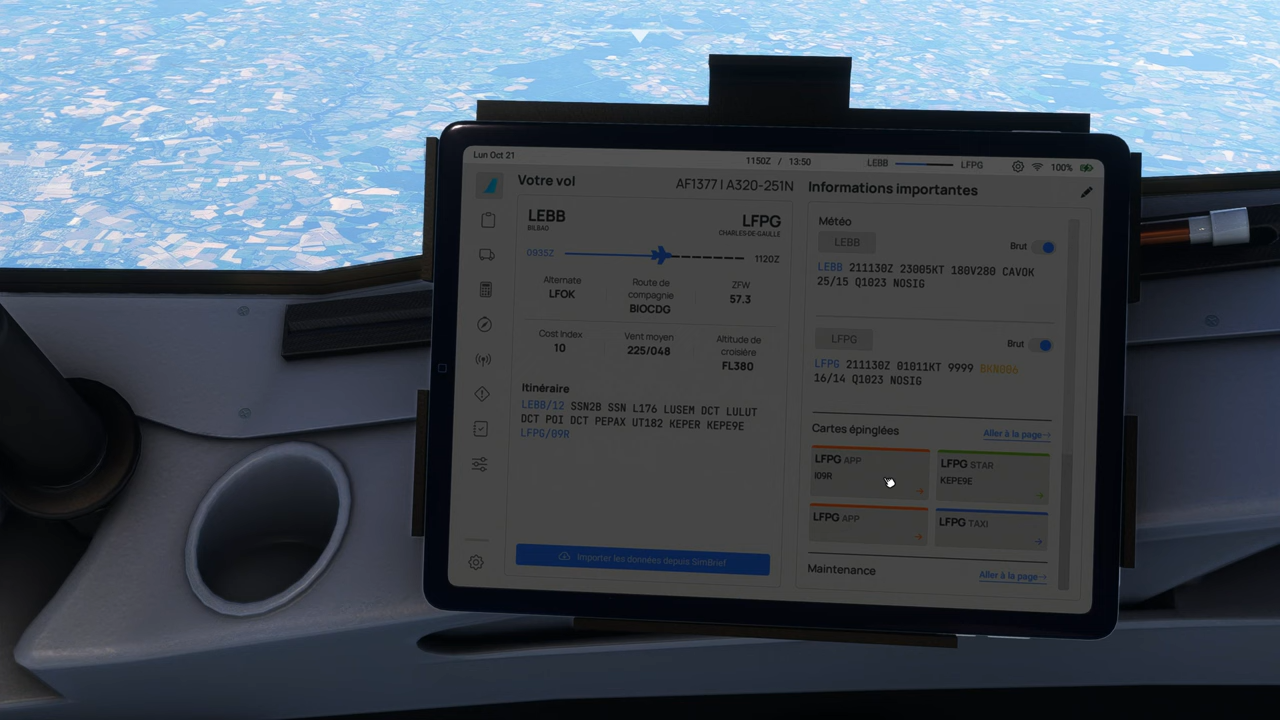 Lun Oct 21
1150Z / 13:50
LEBB
LFPG
100%
Votre vol
AF1377 | A320-251N
LEBB
BILBAO
LFPG
CHARLES-DE-GAULLE
0935Z
1120Z
Alternate
LFOK
Route de
compagnie
BIOCDG
ZFW
57.3
Cost Index
10
Vent moyen
225/048
Altitude de
croisière
FL380
Itinéraire
LEBB/12 SSN2B SSN L176 LUSEM DCT LULUT
DCT POI DCT PEPAX UT182 KEPER KEPE9E
LFPG/09R
Importer les données depuis SimBrief
Informations importantes
Météo
LEBB
Brut
LEBB 211130Z 23005KT 180V280 CAVOK
25/15 Q1023 NOSIG
LFPG
Brut
LFPG 211130Z 01011KT 9999 BKN006
16/14 Q1023 NOSIG
Cartes épinglées
Aller à la page
LFPG APP
I09R
LFPG STAR
KEPE9E
LFPG APP
LFPG TAXI
Maintenance
Aller à la page